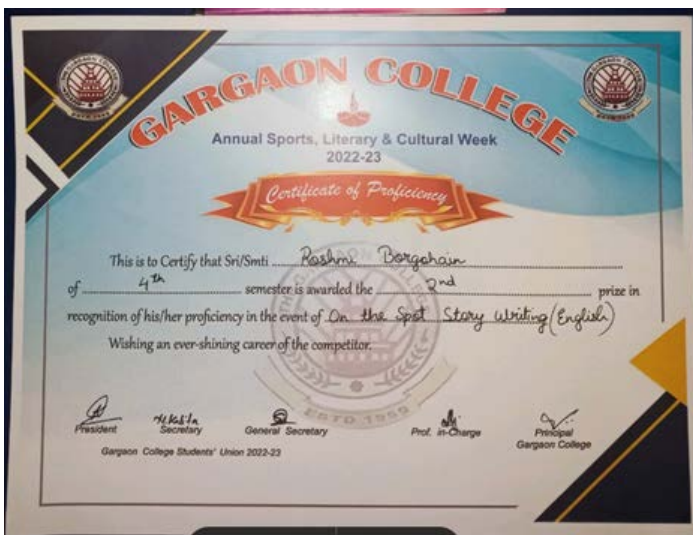 GARGAON COLLEGE
Annual Sports, Literary & Cultural Week
2022-23
Certificate of Proficiency
This is to Certify that Sri/Smti Rashmi Borgohain
of 4th semester is awarded the 2nd prize in
recognition of his/her proficiency in the event of On the Spot Story Writing (English)
Wishing an ever-shining career of the competitor.
ESTD 1959
President Secretary General Secretary Prof. in-Charge Principal
Gargaon College Students' Union 2022-23 Gargaon College